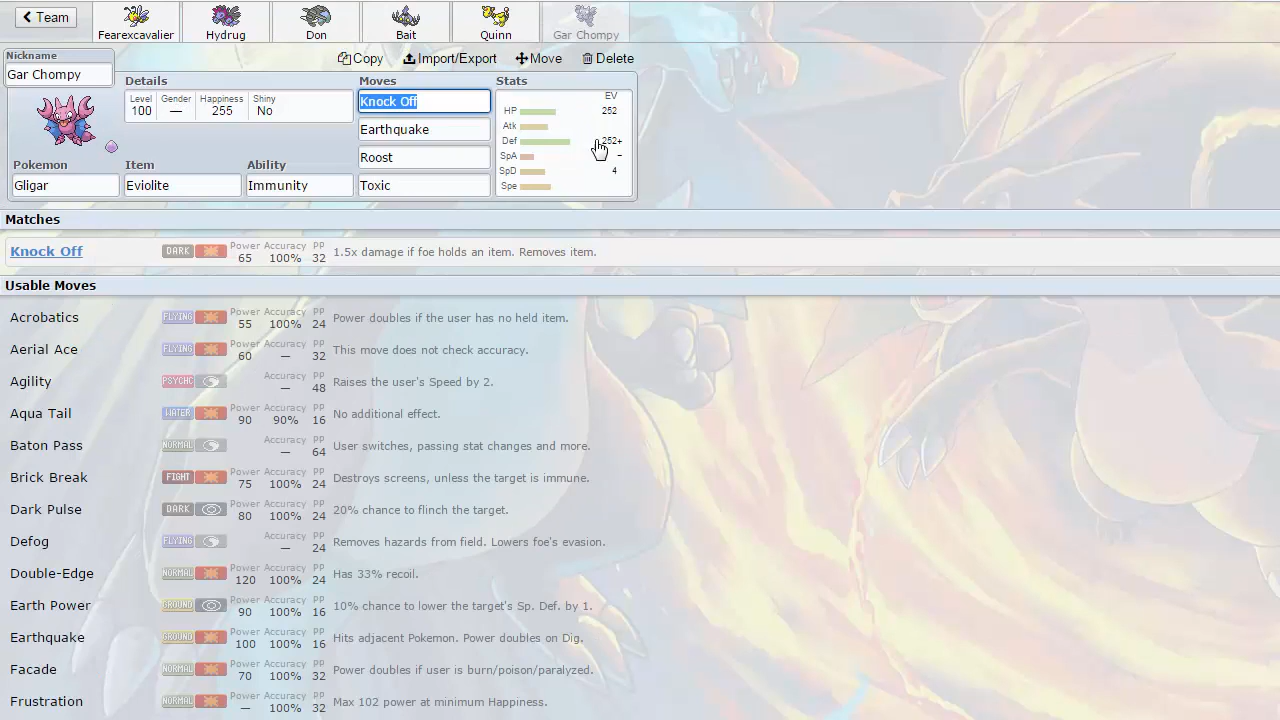 Team
Fearexcavalier
Hydrug
Don
Bait
Quinn
Gar Chompy
Nickname
Gar Chompy
Copy Import/Export Move Delete
Details
Moves
Stats
Level Gender Happiness Shiny
100 — 255 No
Knock Off
Earthquake
Roost
Toxic
EV
HP 252
Atk
Def 252+
SpA –
SpD 4
Spe
Pokemon
Item
Ability
Gligar
Eviolite
Immunity
Matches
Knock Off DARK Power 65 Accuracy 100% PP 32 1.5x damage if foe holds an item. Removes item.
Usable Moves
Acrobatics FLYING Power 55 Accuracy 100% PP 24 Power doubles if the user has no held item.
Aerial Ace FLYING Power 60 Accuracy — PP 32 This move does not check accuracy.
Agility PSYCHC Accuracy — PP 48 Raises the user's Speed by 2.
Aqua Tail WATER Power 90 Accuracy 90% PP 16 No additional effect.
Baton Pass NORMAL Accuracy — PP 64 User switches, passing stat changes and more.
Brick Break FIGHT Power 75 Accuracy 100% PP 24 Destroys screens, unless the target is immune.
Dark Pulse DARK Power 80 Accuracy 100% PP 24 20% chance to flinch the target.
Defog FLYING Accuracy — PP 24 Removes hazards from field. Lowers foe's evasion.
Double-Edge NORMAL Power 120 Accuracy 100% PP 24 Has 33% recoil.
Earth Power GROUND Power 90 Accuracy 100% PP 16 10% chance to lower the target's Sp. Def. by 1.
Earthquake GROUND Power 100 Accuracy 100% PP 16 Hits adjacent Pokemon. Power doubles on Dig.
Facade NORMAL Power 70 Accuracy 100% PP 32 Power doubles if user is burn/poison/paralyzed.
Frustration NORMAL Power — Accuracy 100% PP 32 Max 102 power at minimum Happiness.